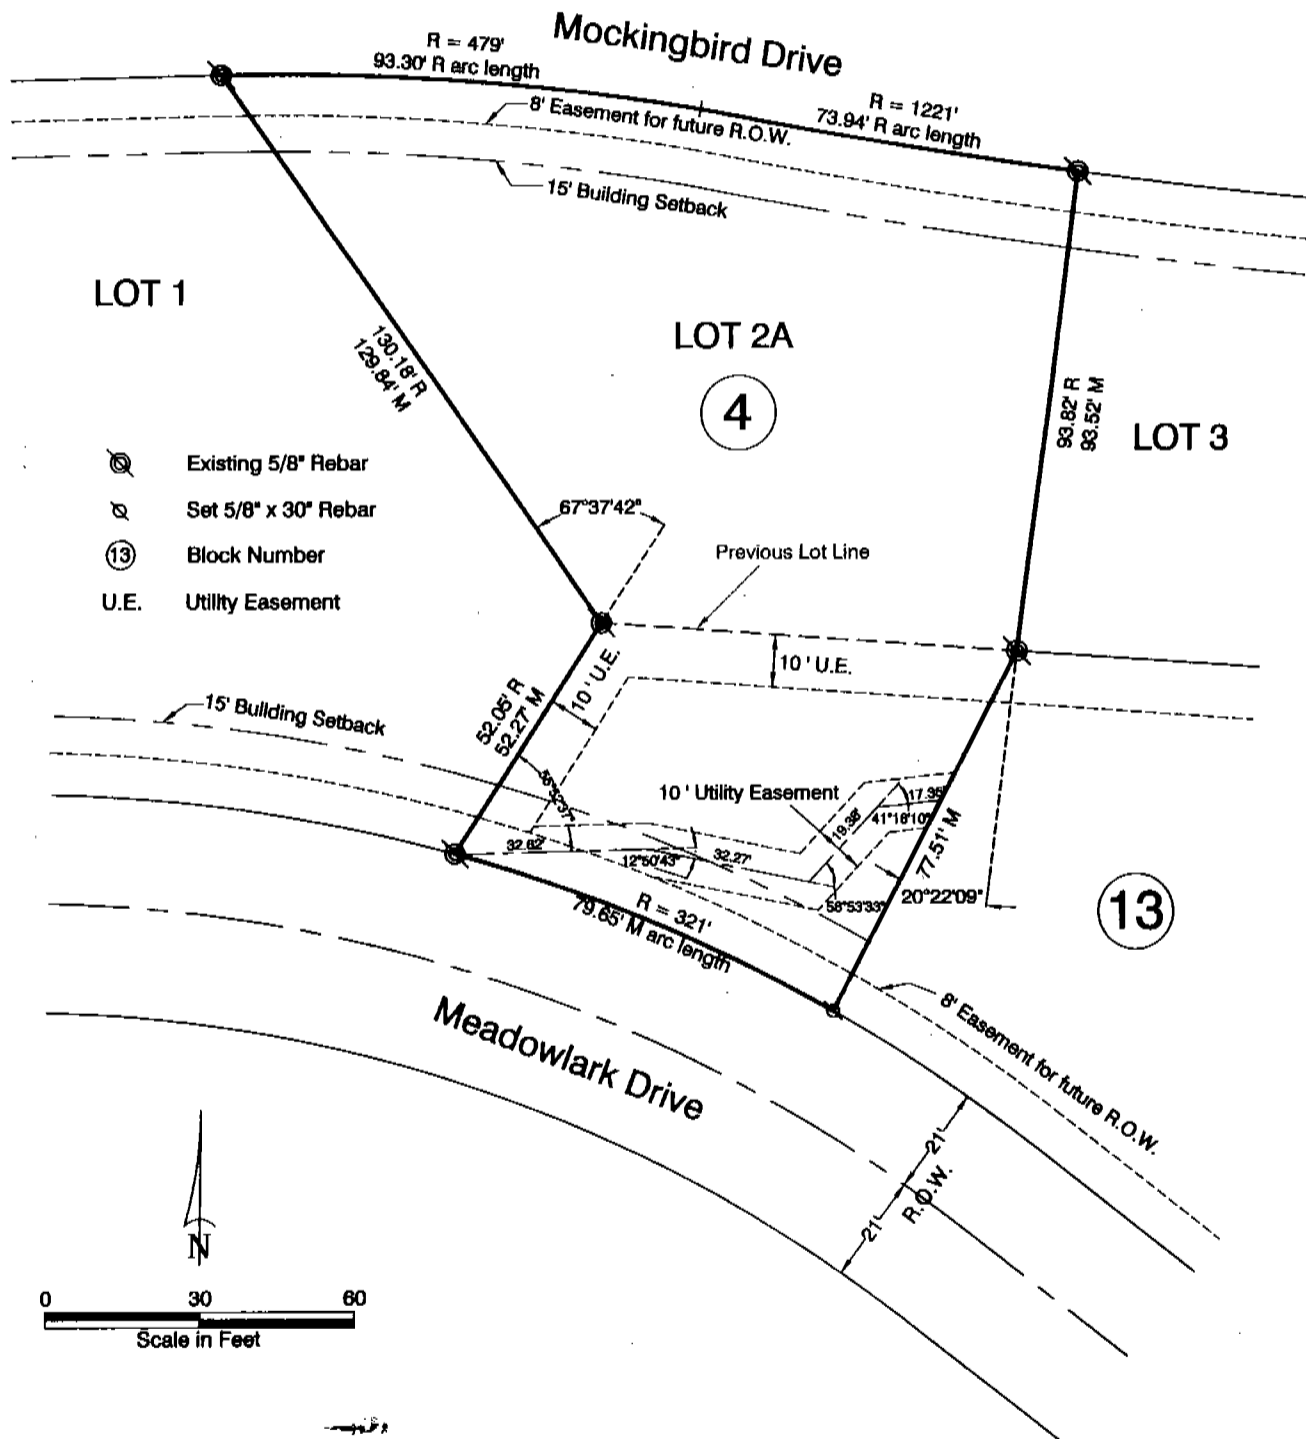 Mockingbird Drive
R = 479'
93.30' R arc length
R = 1221'
73.94' R arc length
8' Easement for future R.O.W.
15' Building Setback
LOT 1
LOT 2A
4
130.18' R
129.84' M
93.82' R
93.52' M
LOT 3
Existing 5/8" Rebar
Set 5/8" x 30" Rebar
13 Block Number
U.E. Utility Easement
67°37'42"
Previous Lot Line
10' U.E.
10' U.E.
52.05' R
52.27' M
15' Building Setback
10' Utility Easement
17.35'
41°16'10"
19.38'
77.51' M
32.62'
12°50'43"
32.27'
58°53'33"
20°22'09"
13
R = 321'
79.65' M arc length
Meadowlark Drive
8' Easement for future R.O.W.
21'
R.O.W.
21'
N
0 30 60
Scale in Feet